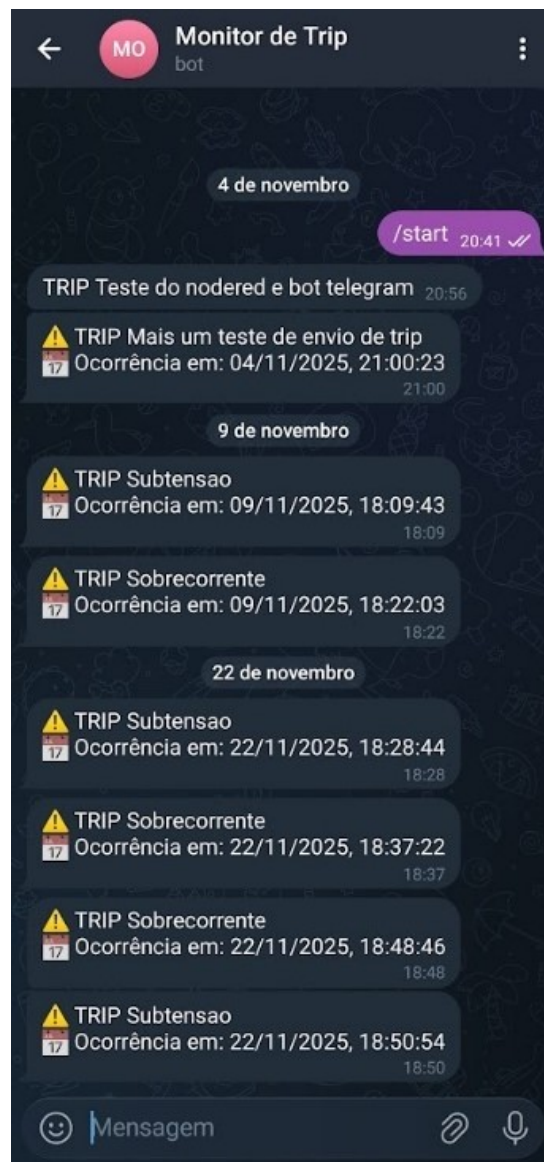 MO
Monitor de Trip
bot
4 de novembro
/start 20:41
TRIP Teste do nodered e bot telegram 20:56
⚠️ TRIP Mais um teste de envio de trip
📅 Ocorrência em: 04/11/2025, 21:00:23
21:00
9 de novembro
⚠️ TRIP Subtensao
📅 Ocorrência em: 09/11/2025, 18:09:43
18:09
⚠️ TRIP Sobrecorrente
📅 Ocorrência em: 09/11/2025, 18:22:03
18:22
22 de novembro
⚠️ TRIP Subtensao
📅 Ocorrência em: 22/11/2025, 18:28:44
18:28
⚠️ TRIP Sobrecorrente
📅 Ocorrência em: 22/11/2025, 18:37:22
18:37
⚠️ TRIP Sobrecorrente
📅 Ocorrência em: 22/11/2025, 18:48:46
18:48
⚠️ TRIP Subtensao
📅 Ocorrência em: 22/11/2025, 18:50:54
18:50
Mensagem